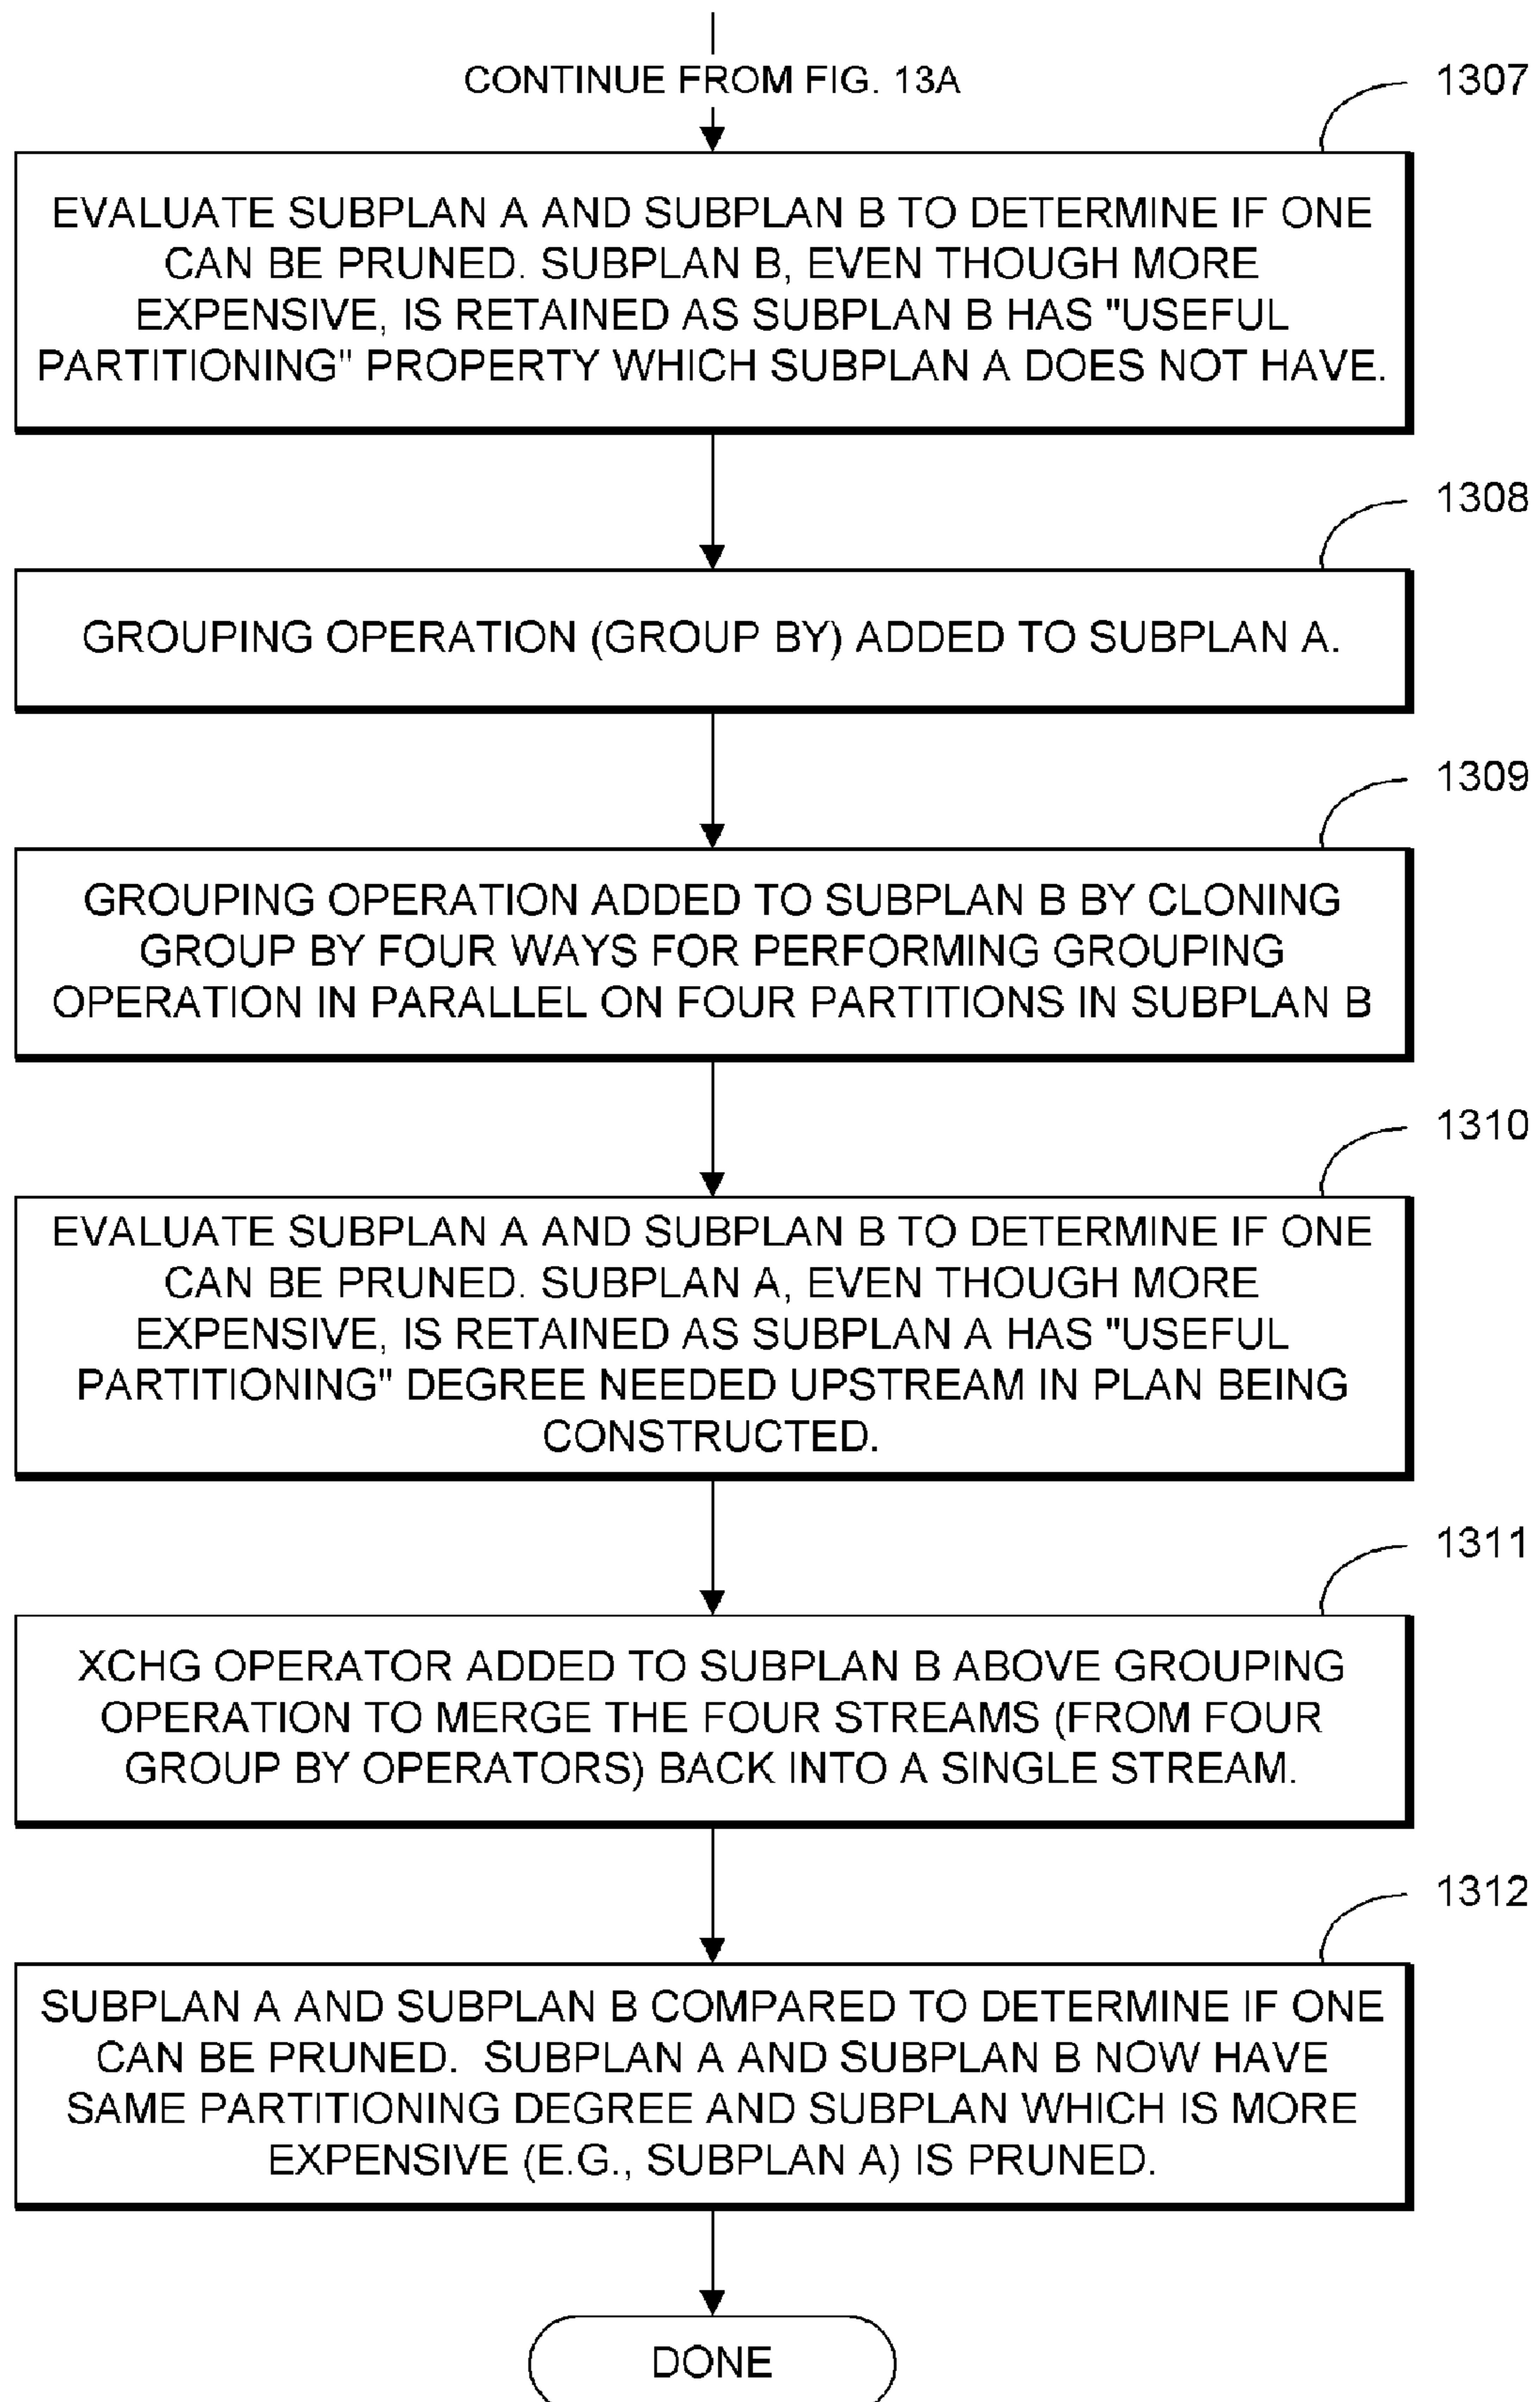 CONTINUE FROM FIG. 13A
1307
EVALUATE SUBPLAN A AND SUBPLAN B TO DETERMINE IF ONE
CAN BE PRUNED. SUBPLAN B, EVEN THOUGH MORE
EXPENSIVE, IS RETAINED AS SUBPLAN B HAS "USEFUL
PARTITIONING" PROPERTY WHICH SUBPLAN A DOES NOT HAVE.
1308
GROUPING OPERATION (GROUP BY) ADDED TO SUBPLAN A.
1309
GROUPING OPERATION ADDED TO SUBPLAN B BY CLONING
GROUP BY FOUR WAYS FOR PERFORMING GROUPING
OPERATION IN PARALLEL ON FOUR PARTITIONS IN SUBPLAN B
1310
EVALUATE SUBPLAN A AND SUBPLAN B TO DETERMINE IF ONE
CAN BE PRUNED. SUBPLAN A, EVEN THOUGH MORE
EXPENSIVE, IS RETAINED AS SUBPLAN A HAS "USEFUL
PARTITIONING" DEGREE NEEDED UPSTREAM IN PLAN BEING
CONSTRUCTED.
1311
XCHG OPERATOR ADDED TO SUBPLAN B ABOVE GROUPING
OPERATION TO MERGE THE FOUR STREAMS (FROM FOUR
GROUP BY OPERATORS) BACK INTO A SINGLE STREAM.
1312
SUBPLAN A AND SUBPLAN B COMPARED TO DETERMINE IF ONE
CAN BE PRUNED. SUBPLAN A AND SUBPLAN B NOW HAVE
SAME PARTITIONING DEGREE AND SUBPLAN WHICH IS MORE
EXPENSIVE (E.G., SUBPLAN A) IS PRUNED.
DONE